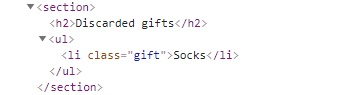 ▼<section>
<h2>Discarded gifts</h2>
▼<ul>
<li class="gift">Socks</li>
</ul>
</section>